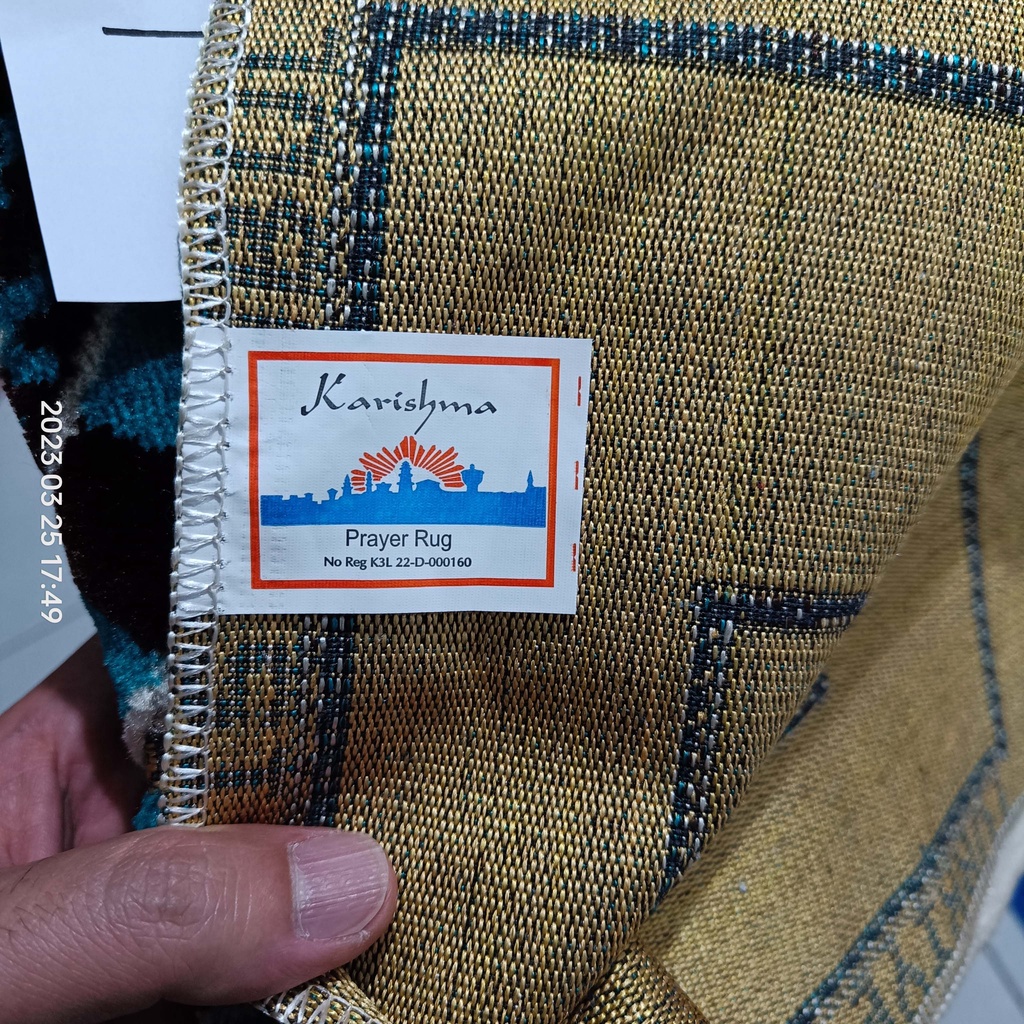 Karishma
Prayer Rug
No Reg K3L 22-D-000160
2023 03 25 17:49